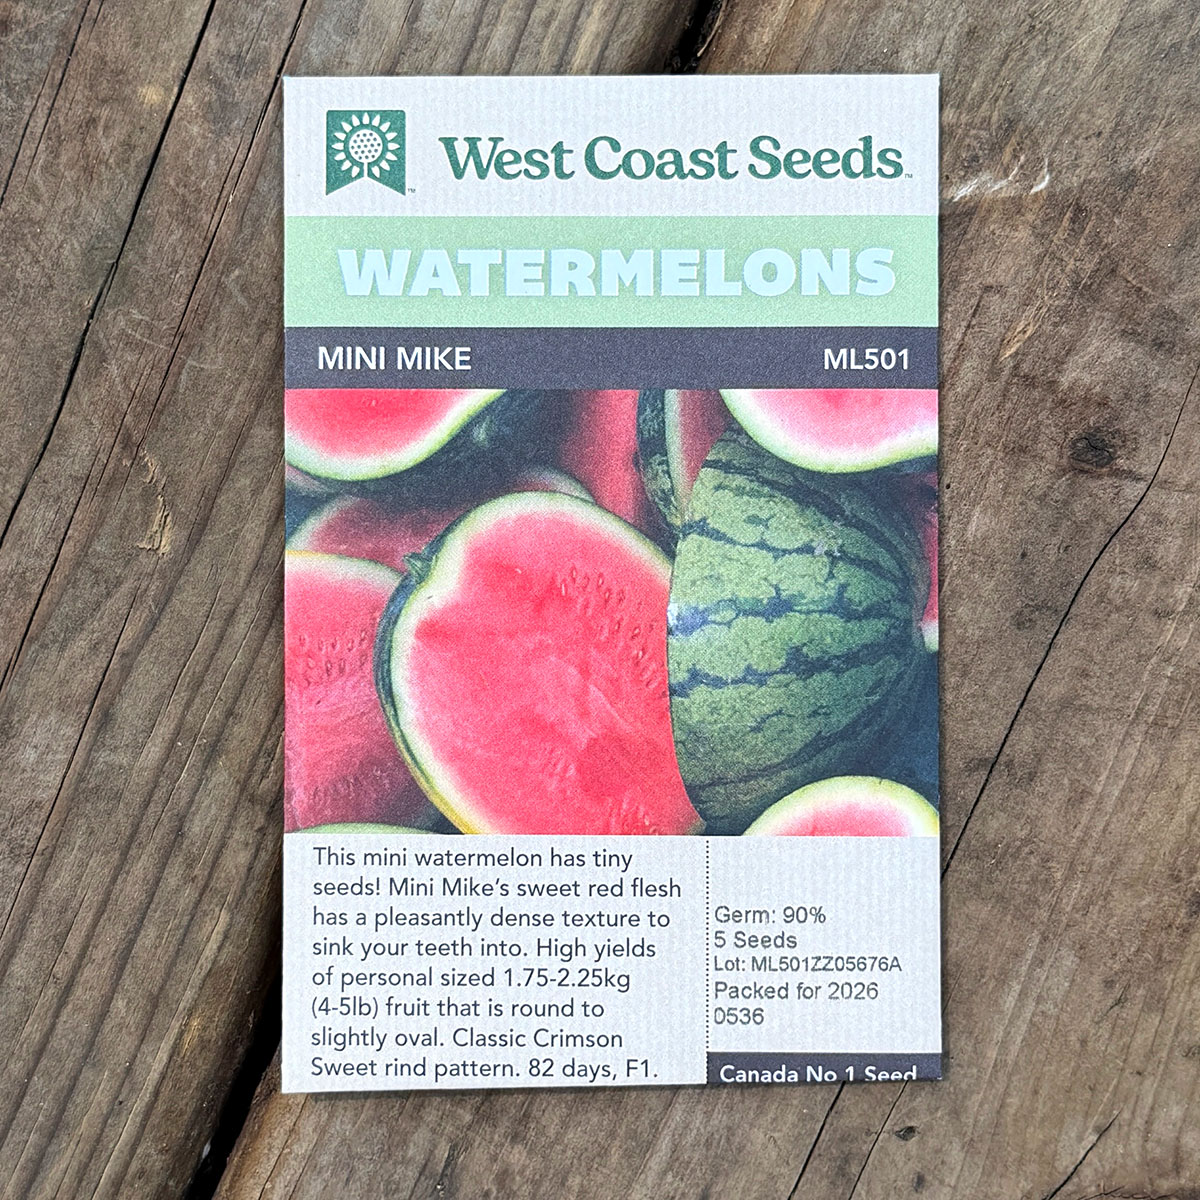 West Coast Seeds™
WATERMELONS
MINI MIKE
ML501
This mini watermelon has tiny
seeds! Mini Mike's sweet red flesh
has a pleasantly dense texture to
sink your teeth into. High yields
of personal sized 1.75-2.25kg
(4-5lb) fruit that is round to
slightly oval. Classic Crimson
Sweet rind pattern. 82 days, F1.
Germ: 90%
5 Seeds
Lot: ML501ZZ05676A
Packed for 2026
0536
Canada No 1 Seed